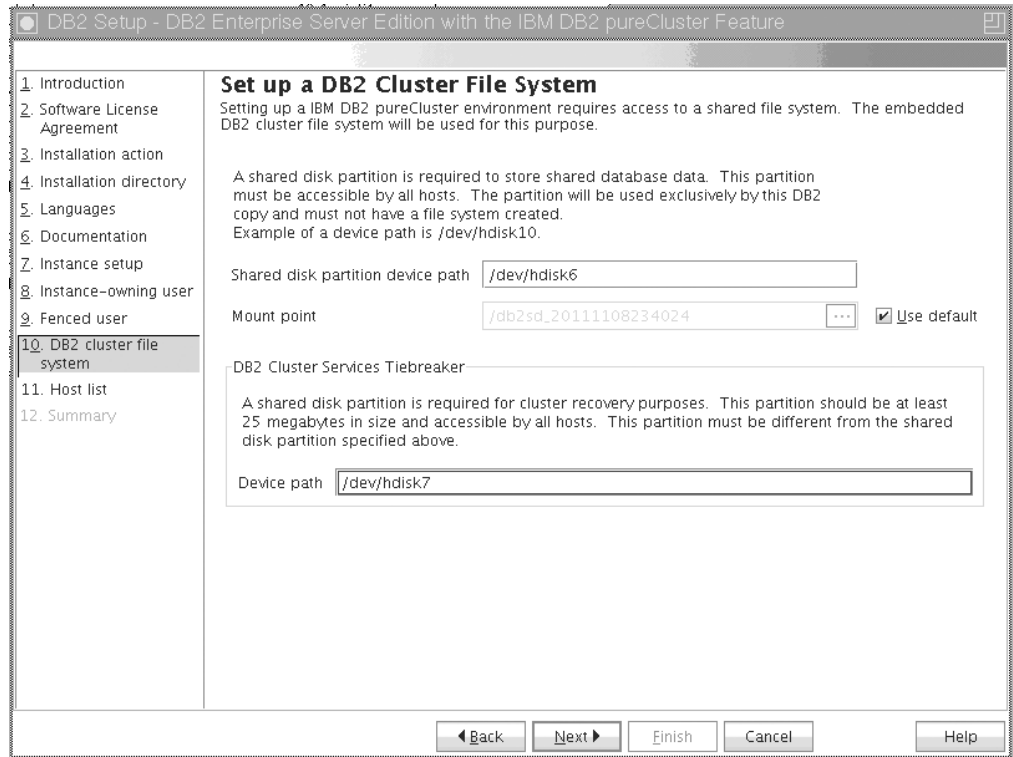 DB2 Setup - DB2 Enterprise Server Edition with the IBM DB2 pureCluster Feature
1. Introduction
2. Software License
Agreement
3. Installation action
4. Installation directory
5. Languages
6. Documentation
7. Instance setup
8. Instance-owning user
9. Fenced user
10. DB2 cluster file
system
11. Host list
12. Summary
Set up a DB2 Cluster File System
Setting up a IBM DB2 pureCluster environment requires access to a shared file system. The embedded
DB2 cluster file system will be used for this purpose.
A shared disk partition is required to store shared database data. This partition
must be accessible by all hosts. The partition will be used exclusively by this DB2
copy and must not have a file system created.
Example of a device path is /dev/hdisk10.
Shared disk partition device path /dev/hdisk6
Mount point /db2sd_20111108234024 ... Use default
DB2 Cluster Services Tiebreaker
A shared disk partition is required for cluster recovery purposes. This partition should be at least
25 megabytes in size and accessible by all hosts. This partition must be different from the shared
disk partition specified above.
Device path /dev/hdisk7
Back Next Finish Cancel Help